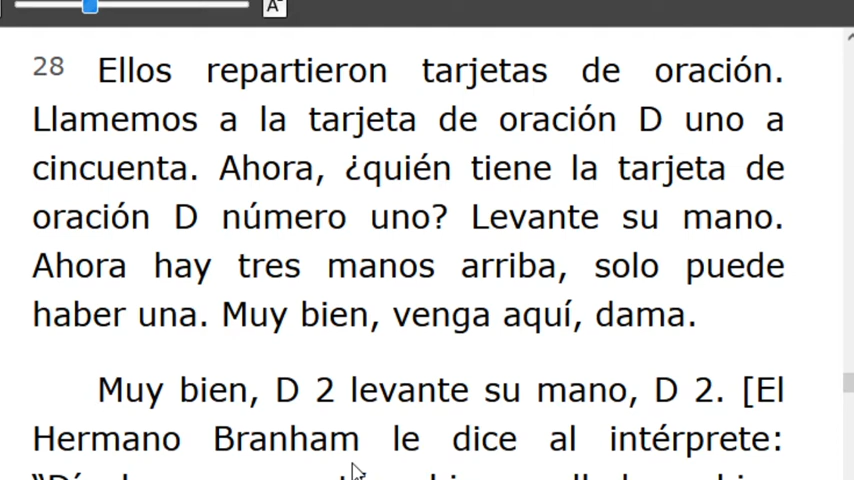 A
28 Ellos repartieron tarjetas de oración.
Llamemos a la tarjeta de oración D uno a
cincuenta. Ahora, ¿quién tiene la tarjeta de
oración D número uno? Levante su mano.
Ahora hay tres manos arriba, solo puede
haber una. Muy bien, venga aquí, dama.
Muy bien, D 2 levante su mano, D 2. [El
Hermano Branham le dice al intérprete: